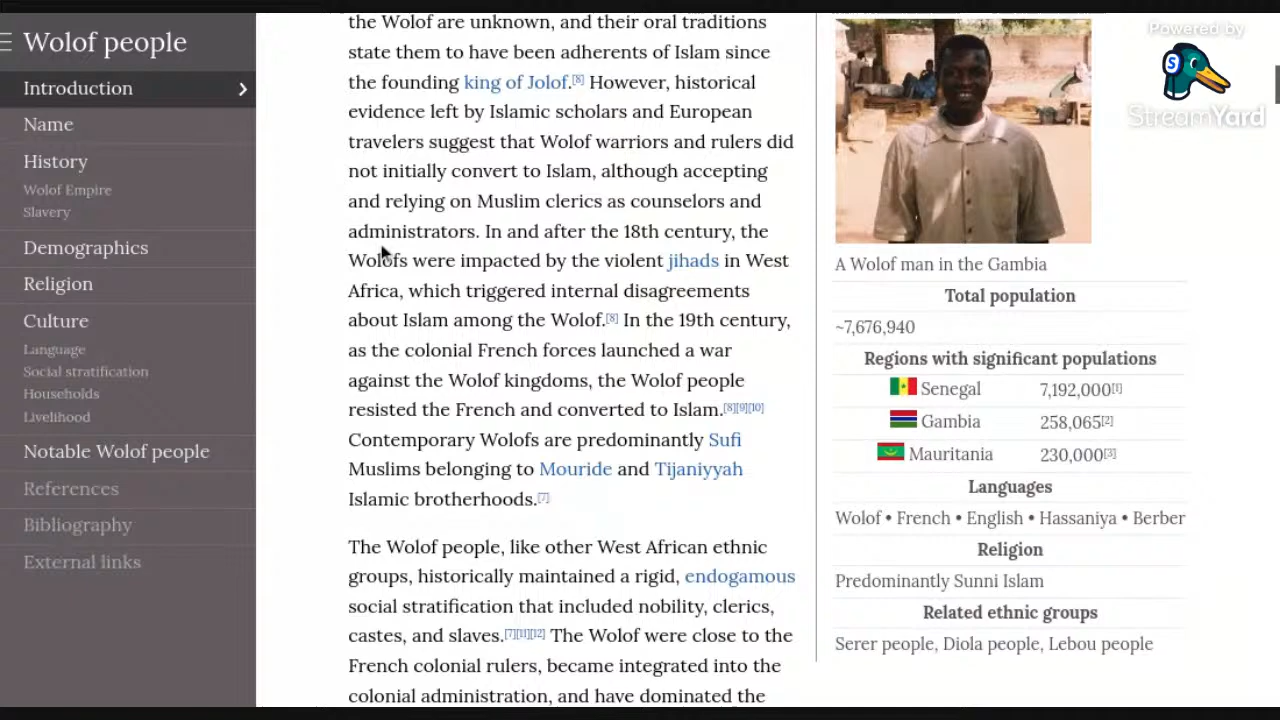 Wolof people
Introduction
Name
History
Wolof Empire
Slavery
Demographics
Religion
Culture
Language
Social stratification
Households
Livelihood
Notable Wolof people
References
Bibliography
External links
the Wolof are unknown, and their oral traditions
state them to have been adherents of Islam since
the founding king of Jolof.[8] However, historical
evidence left by Islamic scholars and European
travelers suggest that Wolof warriors and rulers did
not initially convert to Islam, although accepting
and relying on Muslim clerics as counselors and
administrators. In and after the 18th century, the
Wolofs were impacted by the violent jihads in West
Africa, which triggered internal disagreements
about Islam among the Wolof.[8] In the 19th century,
as the colonial French forces launched a war
against the Wolof kingdoms, the Wolof people
resisted the French and converted to Islam.[8][9][10]
Contemporary Wolofs are predominantly Sufi
Muslims belonging to Mouride and Tijaniyyah
Islamic brotherhoods.[7]
The Wolof people, like other West African ethnic
groups, historically maintained a rigid, endogamous
social stratification that included nobility, clerics,
castes, and slaves.[7][11][12] The Wolof were close to the
French colonial rulers, became integrated into the
colonial administration, and have dominated the
A Wolof man in the Gambia
Total population
~7,676,940
Regions with significant populations
Senegal 7,192,000[1]
Gambia 258,065[2]
Mauritania 230,000[3]
Languages
Wolof • French • English • Hassaniya • Berber
Religion
Predominantly Sunni Islam
Related ethnic groups
Serer people, Diola people, Lebou people
Powered by
S
StreamYard